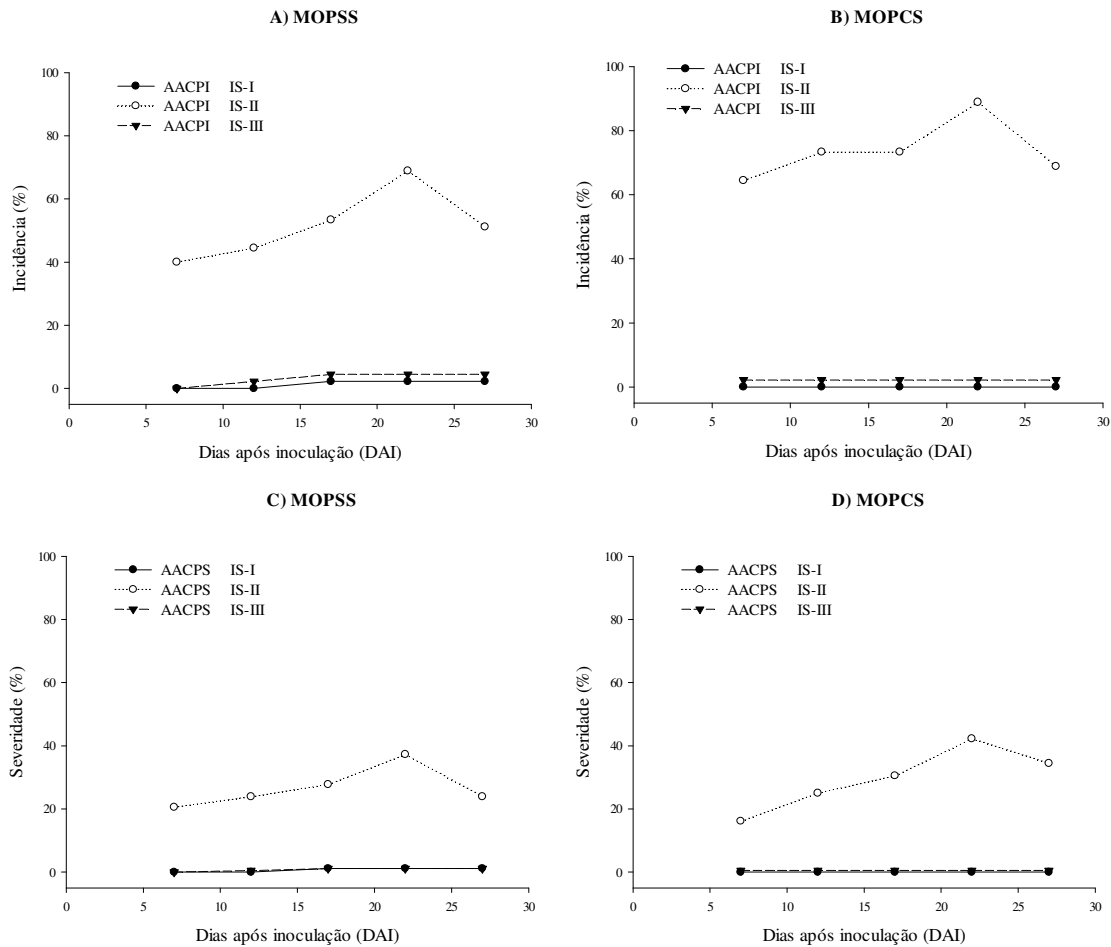 A) MOPSS
AACPI IS-I
AACPI IS-II
AACPI IS-III
100
80
60
40
20
0
Incidência (%)
0 5 10 15 20 25 30
Dias após inoculação (DAI)
B) MOPCS
AACPI IS-I
AACPI IS-II
AACPI IS-III
100
80
60
40
20
0
Incidência (%)
0 5 10 15 20 25 30
Dias após inoculação (DAI)
C) MOPSS
AACPS IS-I
AACPS IS-II
AACPS IS-III
100
80
60
40
20
0
Severidade (%)
0 5 10 15 20 25 30
Dias após inoculação (DAI)
D) MOPCS
AACPS IS-I
AACPS IS-II
AACPS IS-III
100
80
60
40
20
0
Severidade (%)
0 5 10 15 20 25 30
Dias após inoculação (DAI)